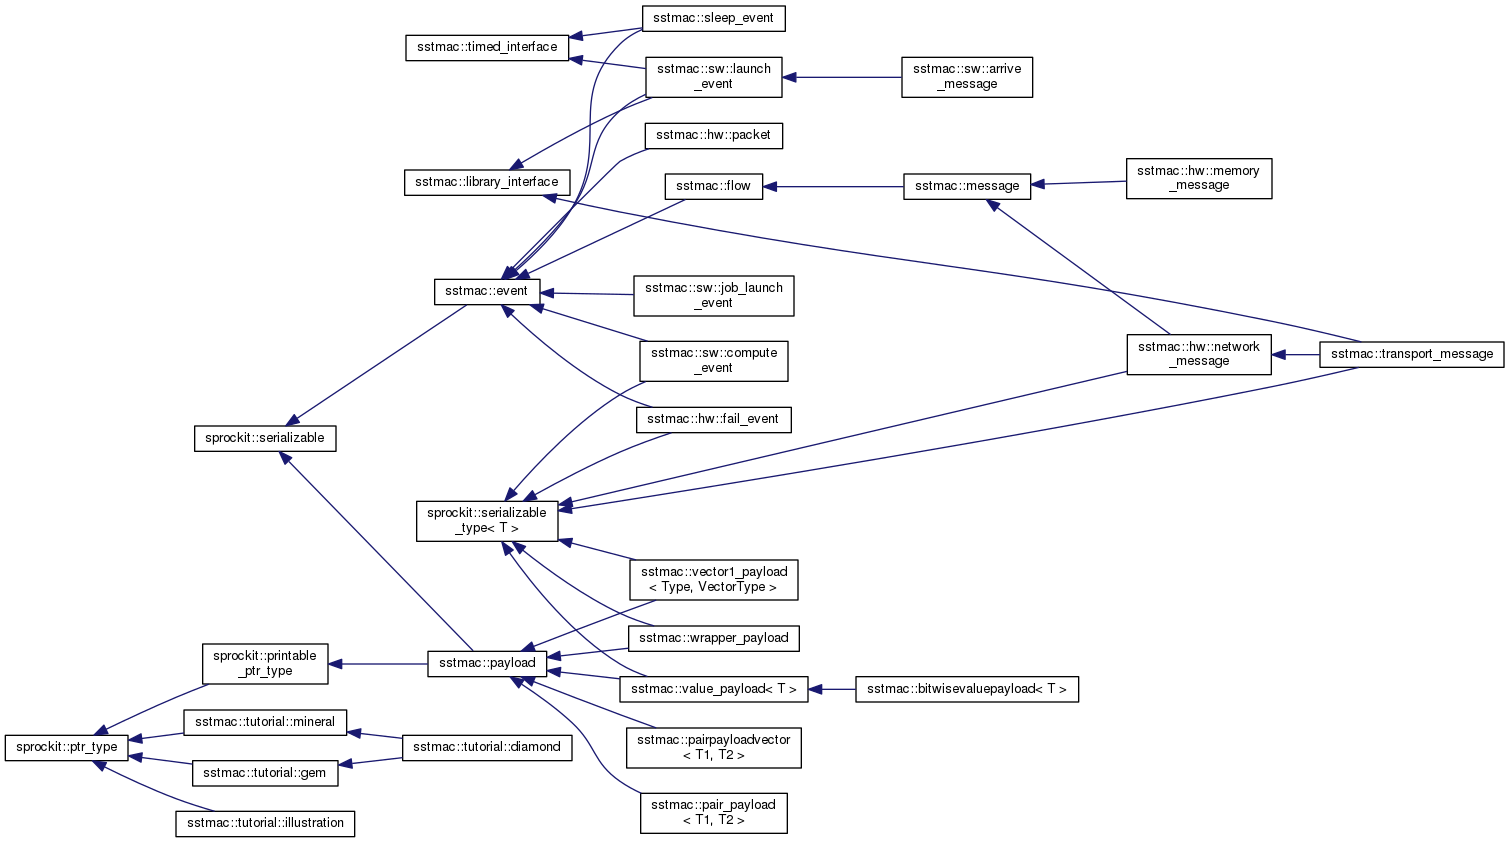 sstmac::sleep_event
sstmac::timed_interface
sstmac::sw::launch
_event
sstmac::sw::arrive
_message
sstmac::hw::packet
sstmac::library_interface
sstmac::flow
sstmac::message
sstmac::hw::memory
_message
sstmac::event
sstmac::sw::job_launch
_event
sstmac::sw::compute
_event
sstmac::hw::network
_message
sstmac::transport_message
sstmac::hw::fail_event
sprockit::serializable
sprockit::serializable
_type< T >
sstmac::vector1_payload
< Type, VectorType >
sstmac::wrapper_payload
sprockit::printable
_ptr_type
sstmac::payload
sstmac::value_payload< T >
sstmac::bitwisevaluepayload< T >
sstmac::tutorial::mineral
sprockit::ptr_type
sstmac::tutorial::diamond
sstmac::pairpayloadvector
< T1, T2 >
sstmac::tutorial::gem
sstmac::pair_payload
< T1, T2 >
sstmac::tutorial::illustration